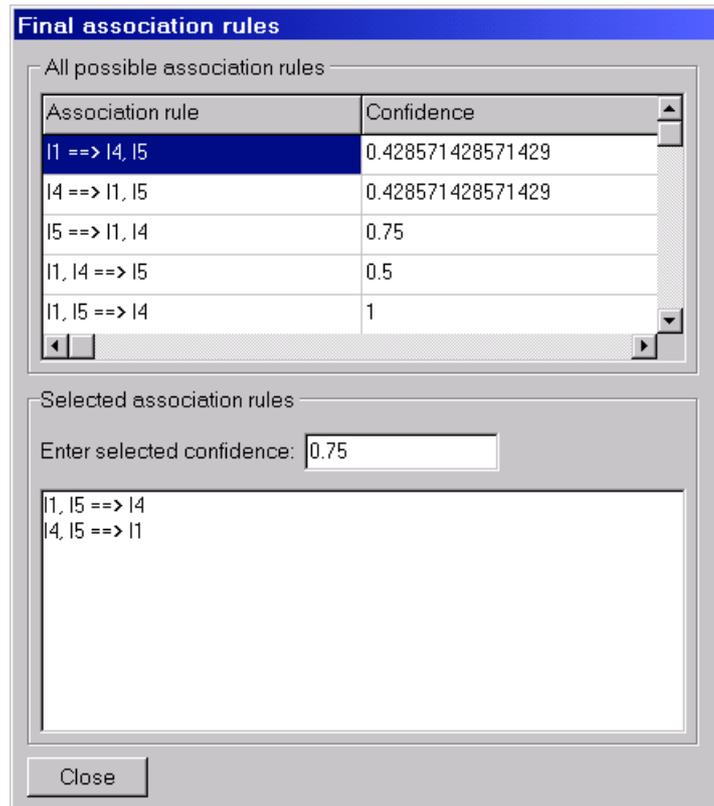 Final association rules
All possible association rules
Association rule Confidence
I1 ==> I4, I5 0.428571428571429
I4 ==> I1, I5 0.428571428571429
I5 ==> I1, I4 0.75
I1, I4 ==> I5 0.5
I1, I5 ==> I4 1
Selected association rules
Enter selected confidence: 0.75
I1, I5 ==> I4
I4, I5 ==> I1
Close